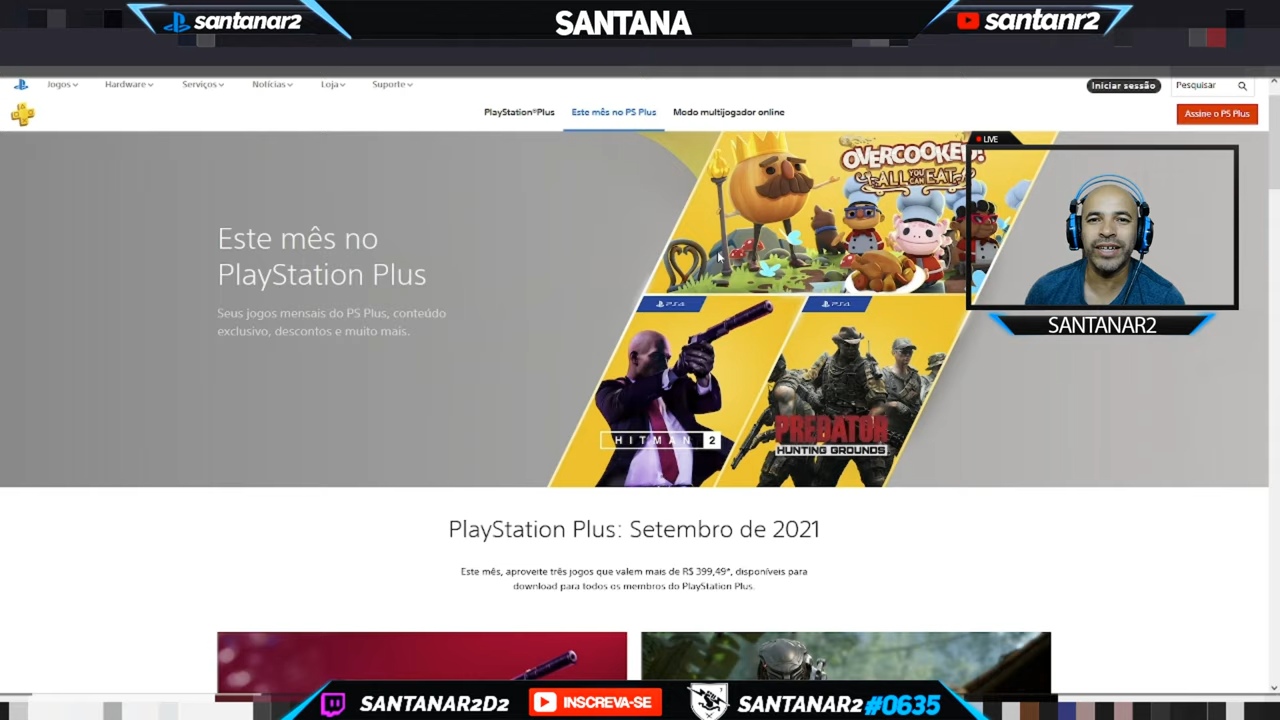 santanar2
SANTANA
santanr2
Jogos
Hardware
Serviços
Notícias
Loja
Suporte
Iniciar sessão
Pesquisar
PlayStation®Plus
Este mês no PS Plus
Modo multijogador online
Assine o PS Plus
LIVE
OVERCOOKED!
ALL YOU CAN EAT
Este mês no
PlayStation Plus
Seus jogos mensais do PS Plus, conteúdo
exclusivo, descontos e muito mais.
PS4
PS4
SANTANAR2
HITMAN 2
PREDATOR
HUNTING GROUNDS
PlayStation Plus: Setembro de 2021
Este mês, aproveite três jogos que valem mais de R$ 399,49*, disponíveis para
download para todos os membros do PlayStation Plus.
SANTANAR2D2
INSCREVA-SE
SANTANAR2 #0635